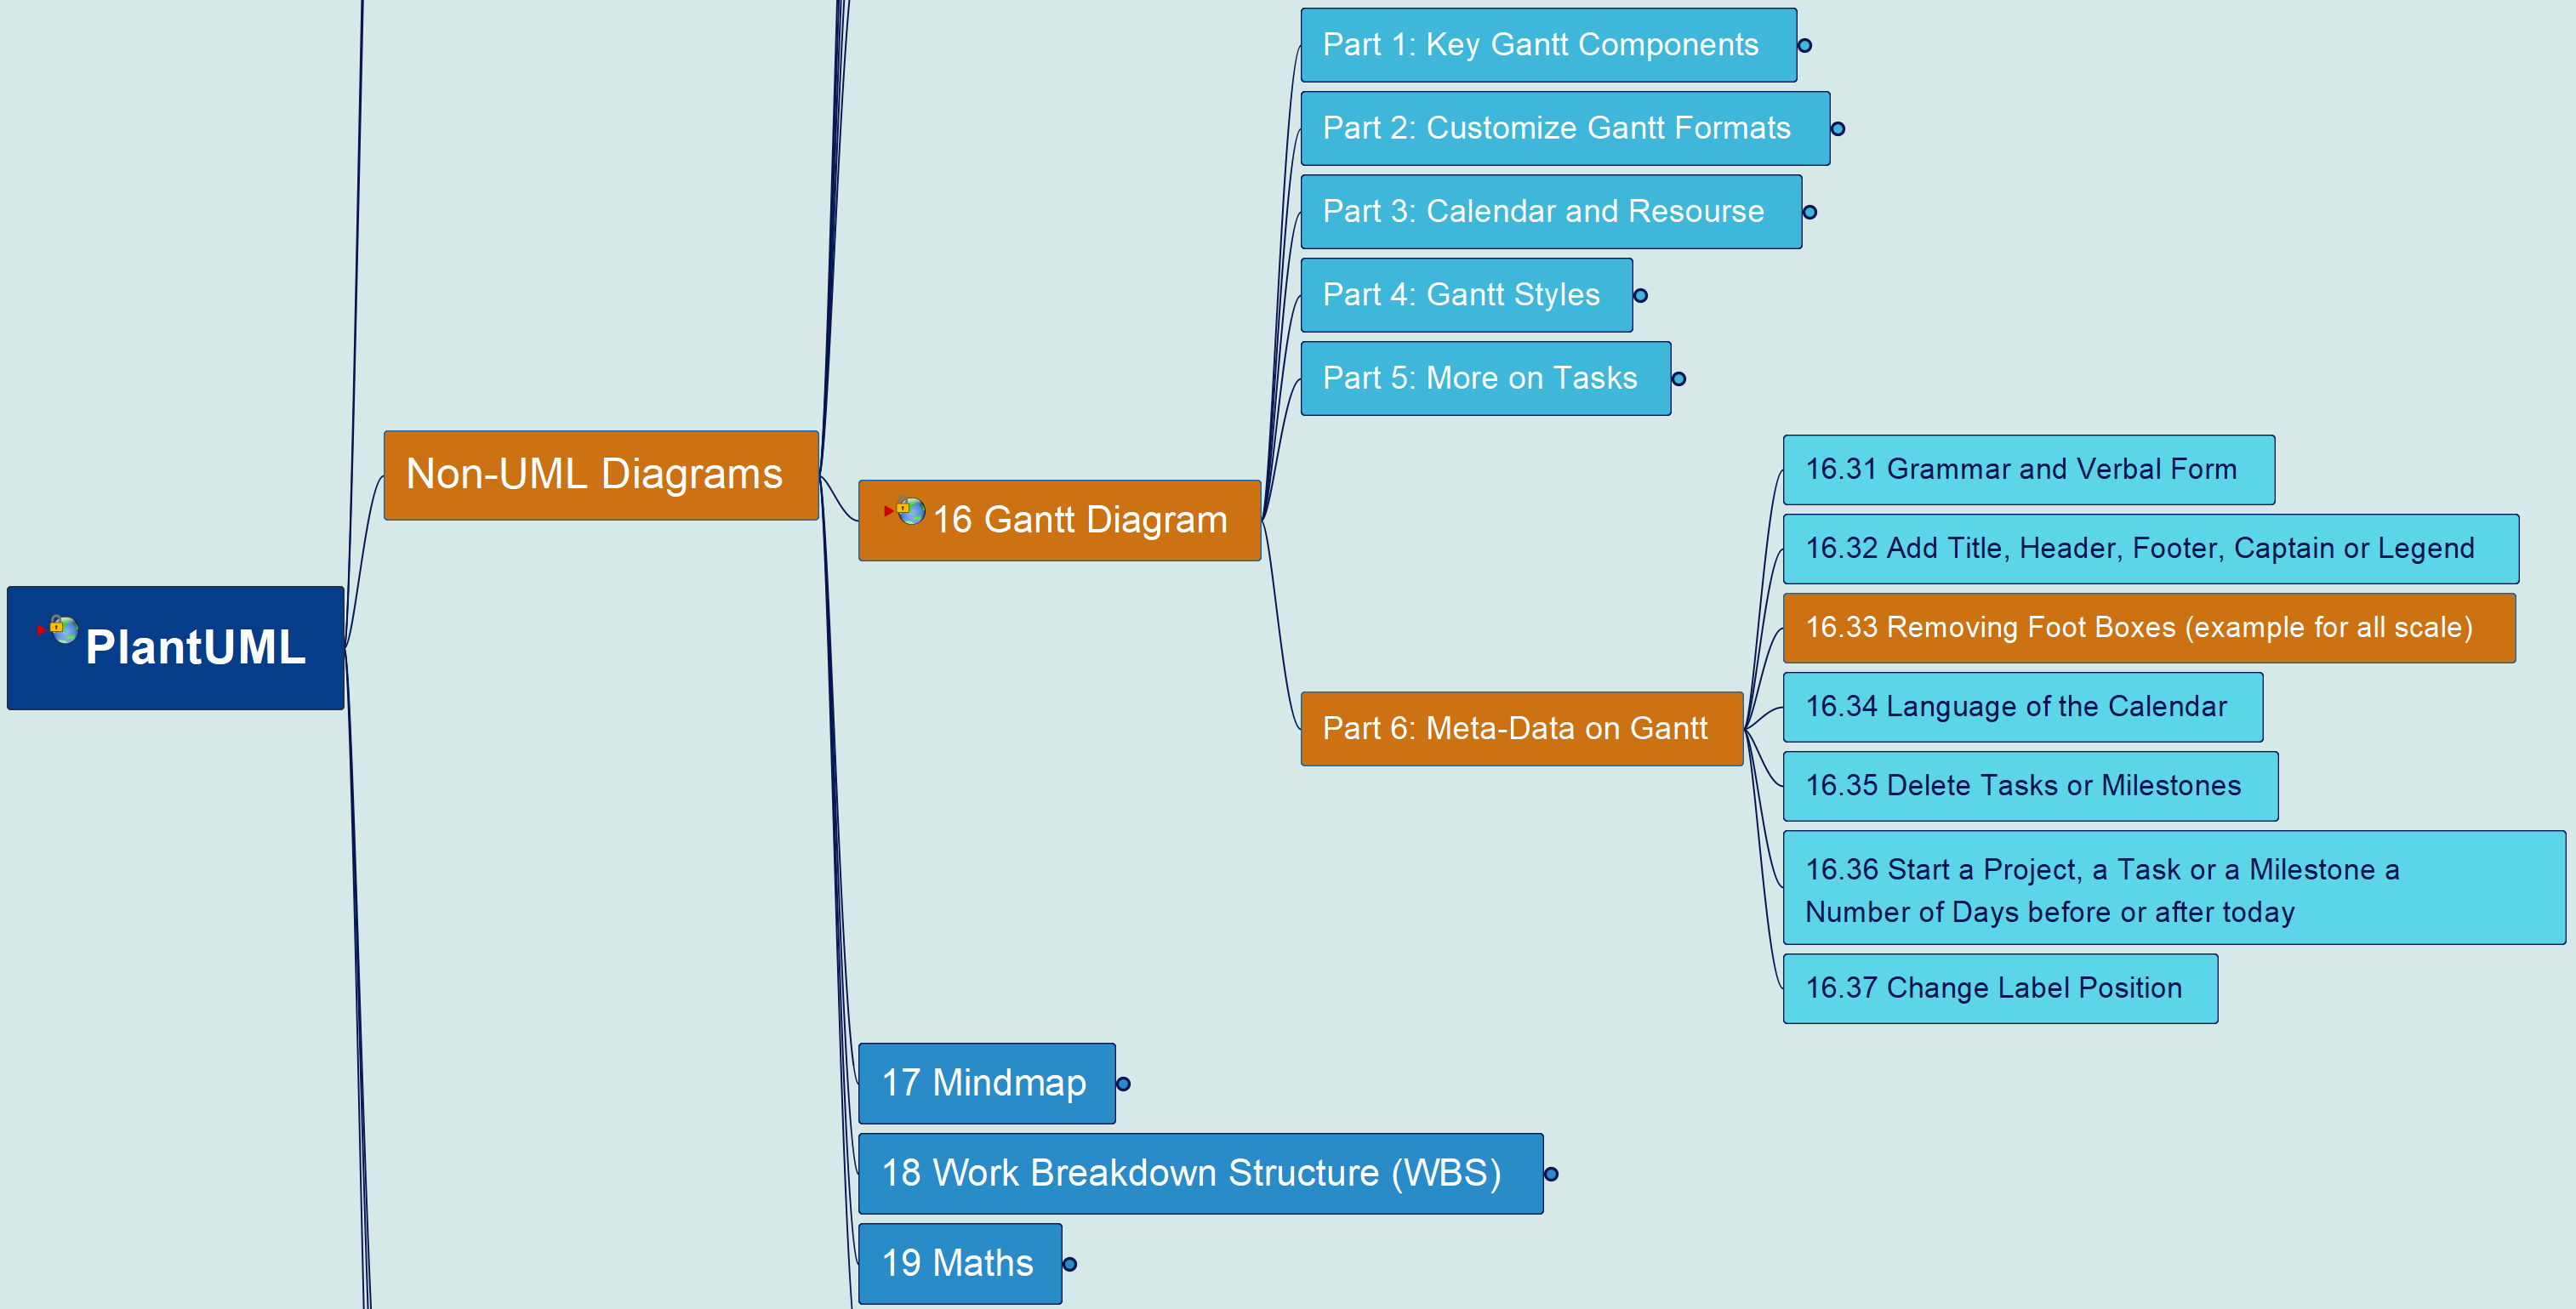 PlantUML
Non-UML Diagrams
16 Gantt Diagram
Part 1: Key Gantt Components
Part 2: Customize Gantt Formats
Part 3: Calendar and Resourse
Part 4: Gantt Styles
Part 5: More on Tasks
Part 6: Meta-Data on Gantt
16.31 Grammar and Verbal Form
16.32 Add Title, Header, Footer, Captain or Legend
16.33 Removing Foot Boxes (example for all scale)
16.34 Language of the Calendar
16.35 Delete Tasks or Milestones
16.36 Start a Project, a Task or a Milestone a
Number of Days before or after today
16.37 Change Label Position
17 Mindmap
18 Work Breakdown Structure (WBS)
19 Maths